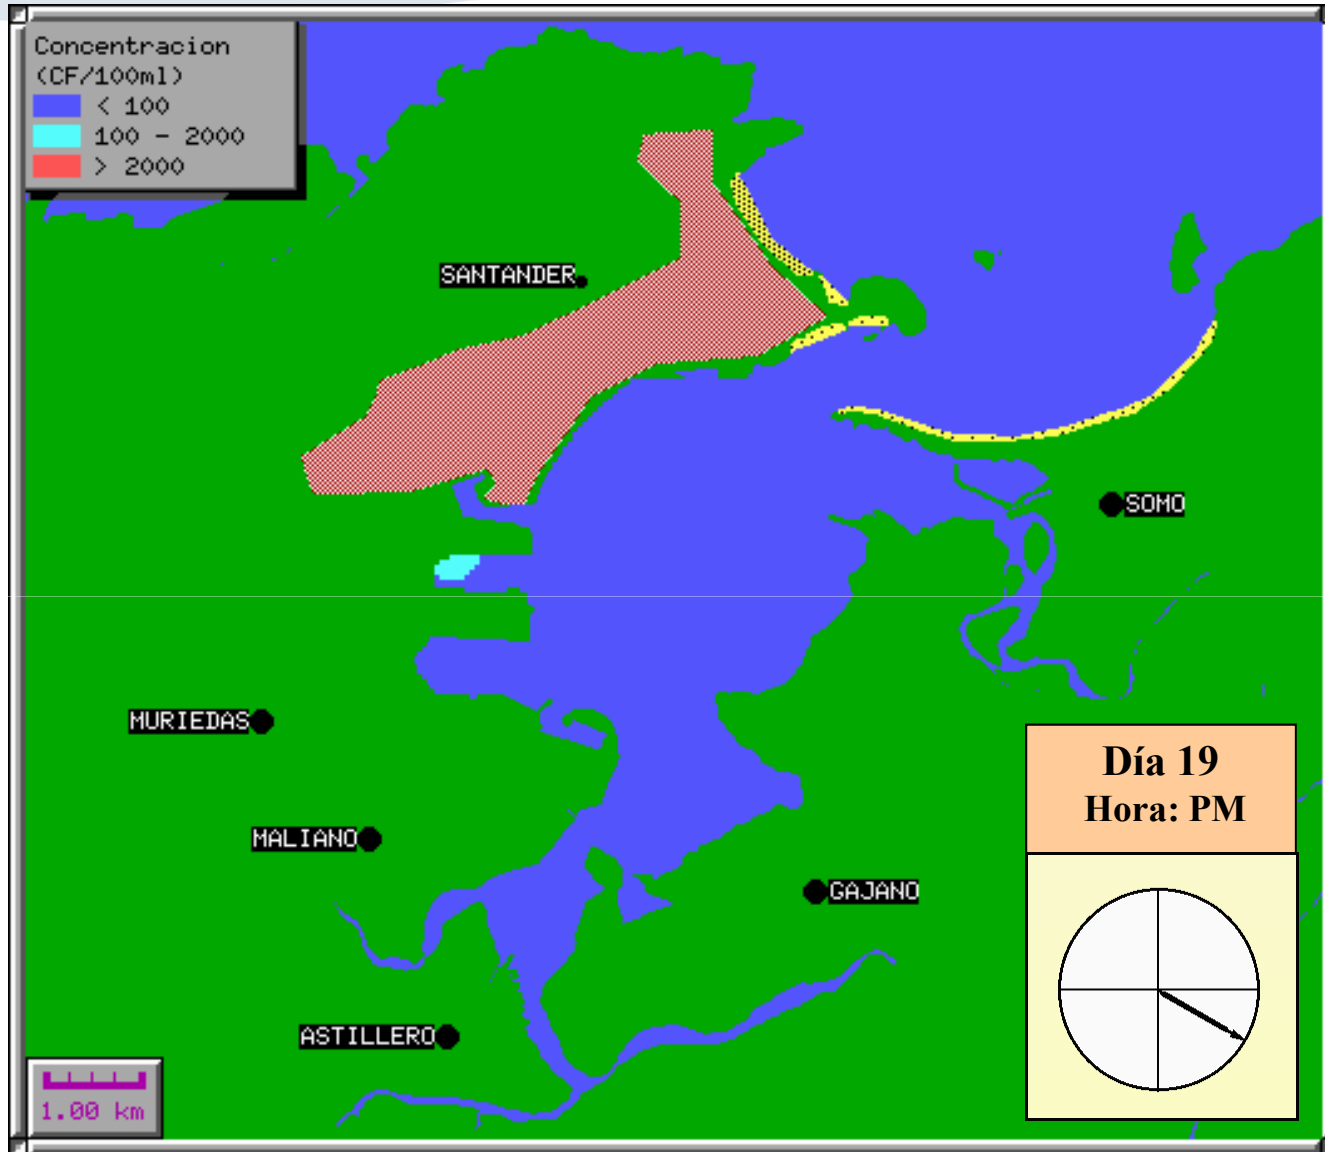 Concentracion
(CF/100ml)
< 100
100 - 2000
> 2000
SANTANDER
SOMO
MURIEDAS
Día 19
Hora: PM
MALIANO
GAJANO
ASTILLERO
1.00 km